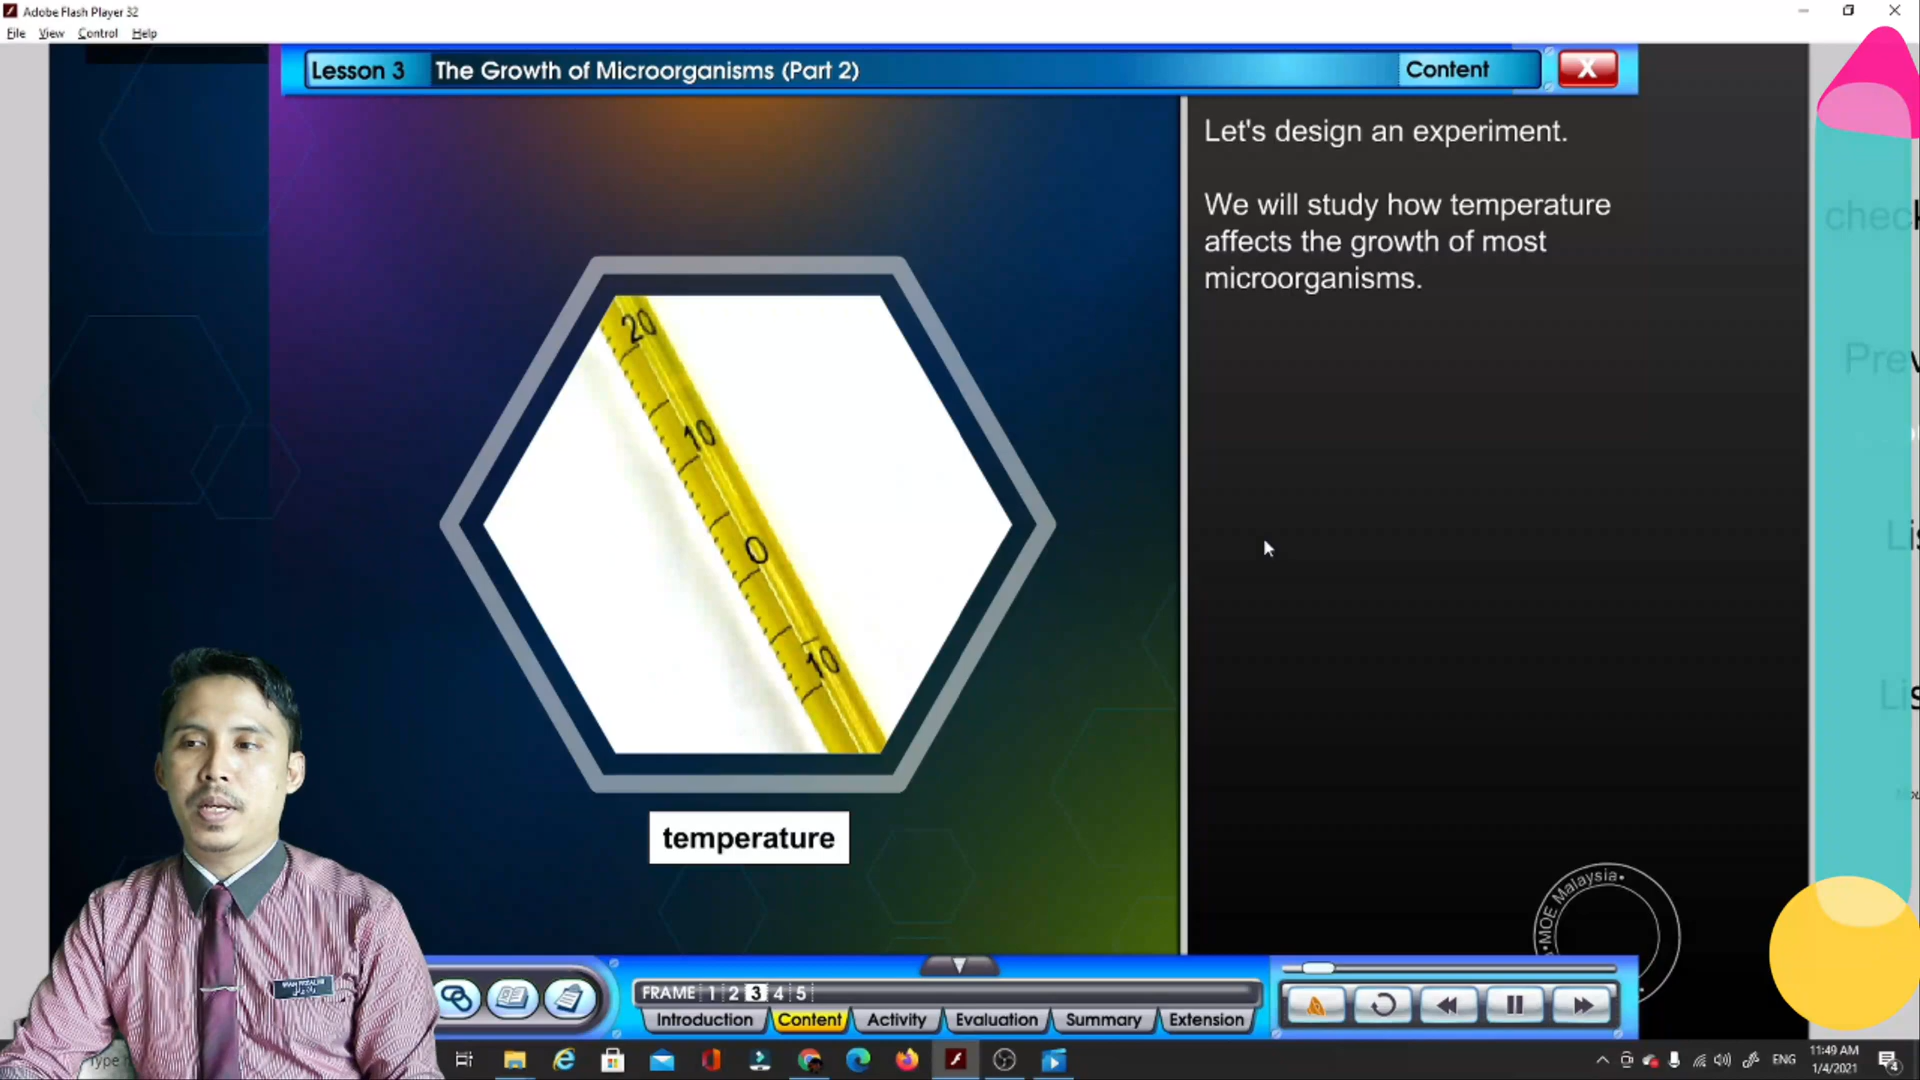 Adobe Flash Player 32
File View Control Help
Lesson 3 The Growth of Microorganisms (Part 2) Content X
Let's design an experiment.
We will study how temperature
affects the growth of most
microorganisms.
20
10
0
10
temperature
•MOE Malaysia•
FRAME 1 2 3 4 5
Introduction Content Activity Evaluation Summary Extension
Type
ENG
11:49 AM
1/4/2021
4